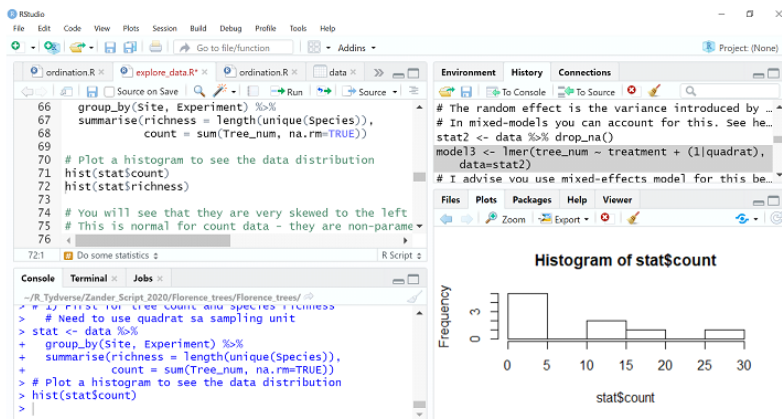 RStudio
File Edit Code View Plots Session Build Debug Profile Tools Help
Go to file/function Addins Project: (None)
ordination.R explore_data.R* ordination.R data
Source on Save Run Source
66 group_by(Site, Experiment) %>%
67 summarise(richness = length(unique(Species)),
68 count = sum(Tree_num, na.rm=TRUE))
69
70 # Plot a histogram to see the data distribution
71 hist(stat$count)
72 hist(stat$richness)
73
74 # You will see that they are very skewed to the left
75 # This is normal for count data - they are non-parame
76
72:1 Do some statistics R Script
Console Terminal Jobs
~/R_Tydverse/Zander_Script_2020/Florence_trees/Florence_trees/
> # 1) First for tree count and species richness
> # Need to use quadrat sa sampling unit
> stat <- data %>%
+ group_by(Site, Experiment) %>%
+ summarise(richness = length(unique(Species)),
+ count = sum(Tree_num, na.rm=TRUE))
> # Plot a histogram to see the data distribution
> hist(stat$count)
>
Environment History Connections
To Console To Source
# The random effect is the variance introduced by …
# In mixed-models you can account for this. See he…
stat2 <- data %>% drop_na()
model3 <- lmer(tree_num ~ treatment + (1|quadrat),
data=stat2)
# I advise you use mixed-effects model for this be…
Files Plots Packages Help Viewer
Zoom Export
Histogram of stat$count
Frequency
0 3
0 5 10 15 20 25 30
stat$count